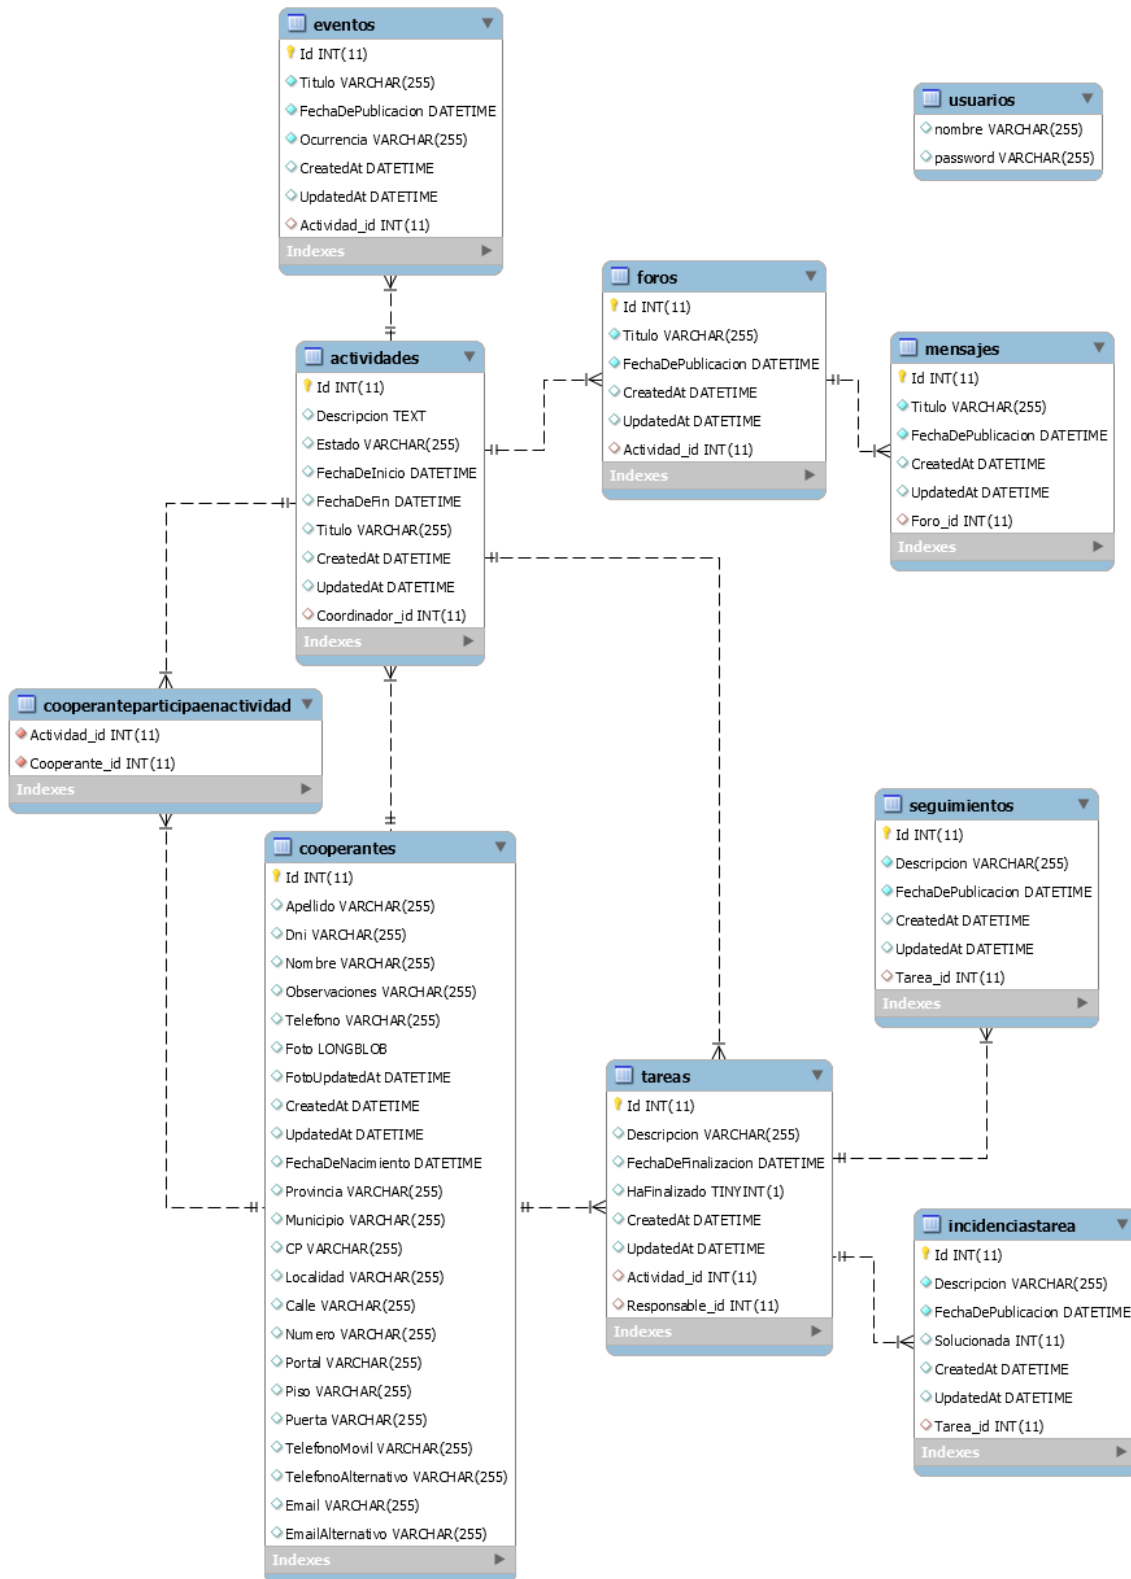 eventos
Id INT(11)
Titulo VARCHAR(255)
FechaDePublicacion DATETIME
Ocurrencia VARCHAR(255)
CreatedAt DATETIME
UpdatedAt DATETIME
Actividad_id INT(11)
Indexes
usuarios
nombre VARCHAR(255)
password VARCHAR(255)
foros
Id INT(11)
Titulo VARCHAR(255)
FechaDePublicacion DATETIME
CreatedAt DATETIME
UpdatedAt DATETIME
Actividad_id INT(11)
Indexes
mensajes
Id INT(11)
Titulo VARCHAR(255)
FechaDePublicacion DATETIME
CreatedAt DATETIME
UpdatedAt DATETIME
Foro_id INT(11)
Indexes
actividades
Id INT(11)
Descripcion TEXT
Estado VARCHAR(255)
FechaDeInicio DATETIME
FechaDeFin DATETIME
Titulo VARCHAR(255)
CreatedAt DATETIME
UpdatedAt DATETIME
Coordinador_id INT(11)
Indexes
cooperanteparticipaenactividad
Actividad_id INT(11)
Cooperante_id INT(11)
Indexes
cooperantes
Id INT(11)
Apellido VARCHAR(255)
Dni VARCHAR(255)
Nombre VARCHAR(255)
Observaciones VARCHAR(255)
Telefono VARCHAR(255)
Foto LONGBLOB
FotoUpdatedAt DATETIME
CreatedAt DATETIME
UpdatedAt DATETIME
FechaDeNacimiento DATETIME
Provincia VARCHAR(255)
Municipio VARCHAR(255)
CP VARCHAR(255)
Localidad VARCHAR(255)
Calle VARCHAR(255)
Numero VARCHAR(255)
Portal VARCHAR(255)
Piso VARCHAR(255)
Puerta VARCHAR(255)
TelefonoMovil VARCHAR(255)
TelefonoAlternativo VARCHAR(255)
Email VARCHAR(255)
EmailAlternativo VARCHAR(255)
Indexes
seguimientos
Id INT(11)
Descripcion VARCHAR(255)
FechaDePublicacion DATETIME
CreatedAt DATETIME
UpdatedAt DATETIME
Tarea_id INT(11)
Indexes
tareas
Id INT(11)
Descripcion VARCHAR(255)
FechaDeFinalizacion DATETIME
HaFinalizado TINYINT(1)
CreatedAt DATETIME
UpdatedAt DATETIME
Actividad_id INT(11)
Responsable_id INT(11)
Indexes
incidenciastarea
Id INT(11)
Descripcion VARCHAR(255)
FechaDePublicacion DATETIME
Solucionada INT(11)
CreatedAt DATETIME
UpdatedAt DATETIME
Tarea_id INT(11)
Indexes